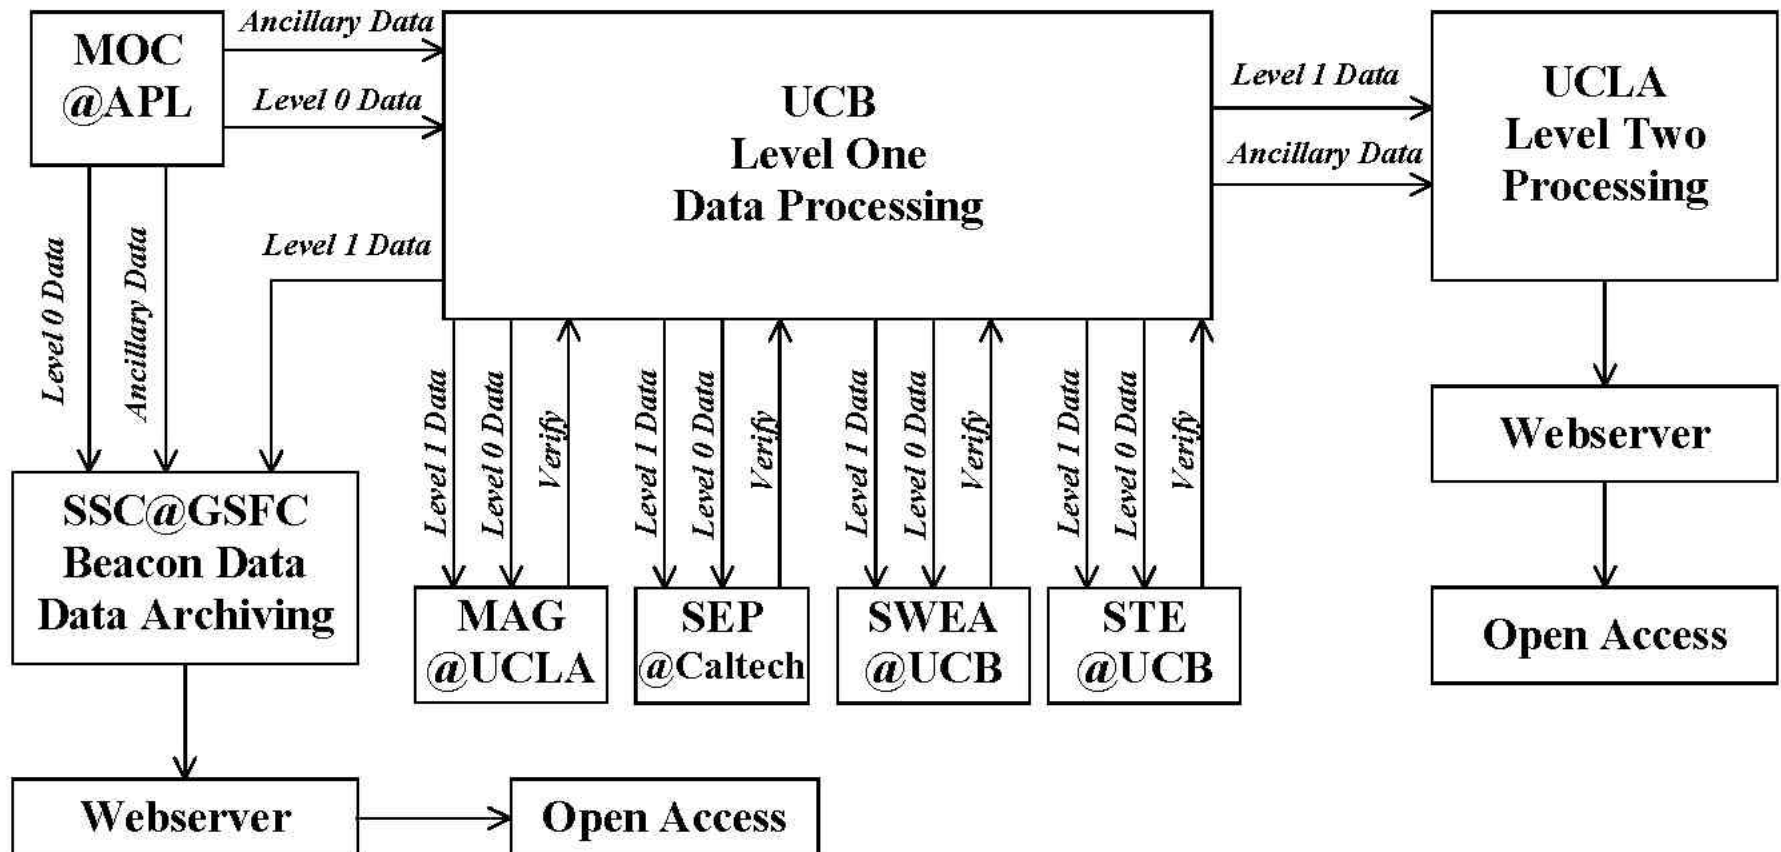 MOC
@APL
Ancillary Data
Level 0 Data
UCB
Level One
Data Processing
Level 1 Data
Ancillary Data
UCLA
Level Two
Processing
Level 0 Data
Ancillary Data
Level 1 Data
Level 1 Data
Level 0 Data
Verify
Level 1 Data
Level 0 Data
Verify
Level 1 Data
Level 0 Data
Verify
Level 1 Data
Level 0 Data
Verify
Webserver
SSC@GSFC
Beacon Data
Data Archiving
MAG
@UCLA
SEP
@Caltech
SWEA
@UCB
STE
@UCB
Open Access
Webserver
Open Access